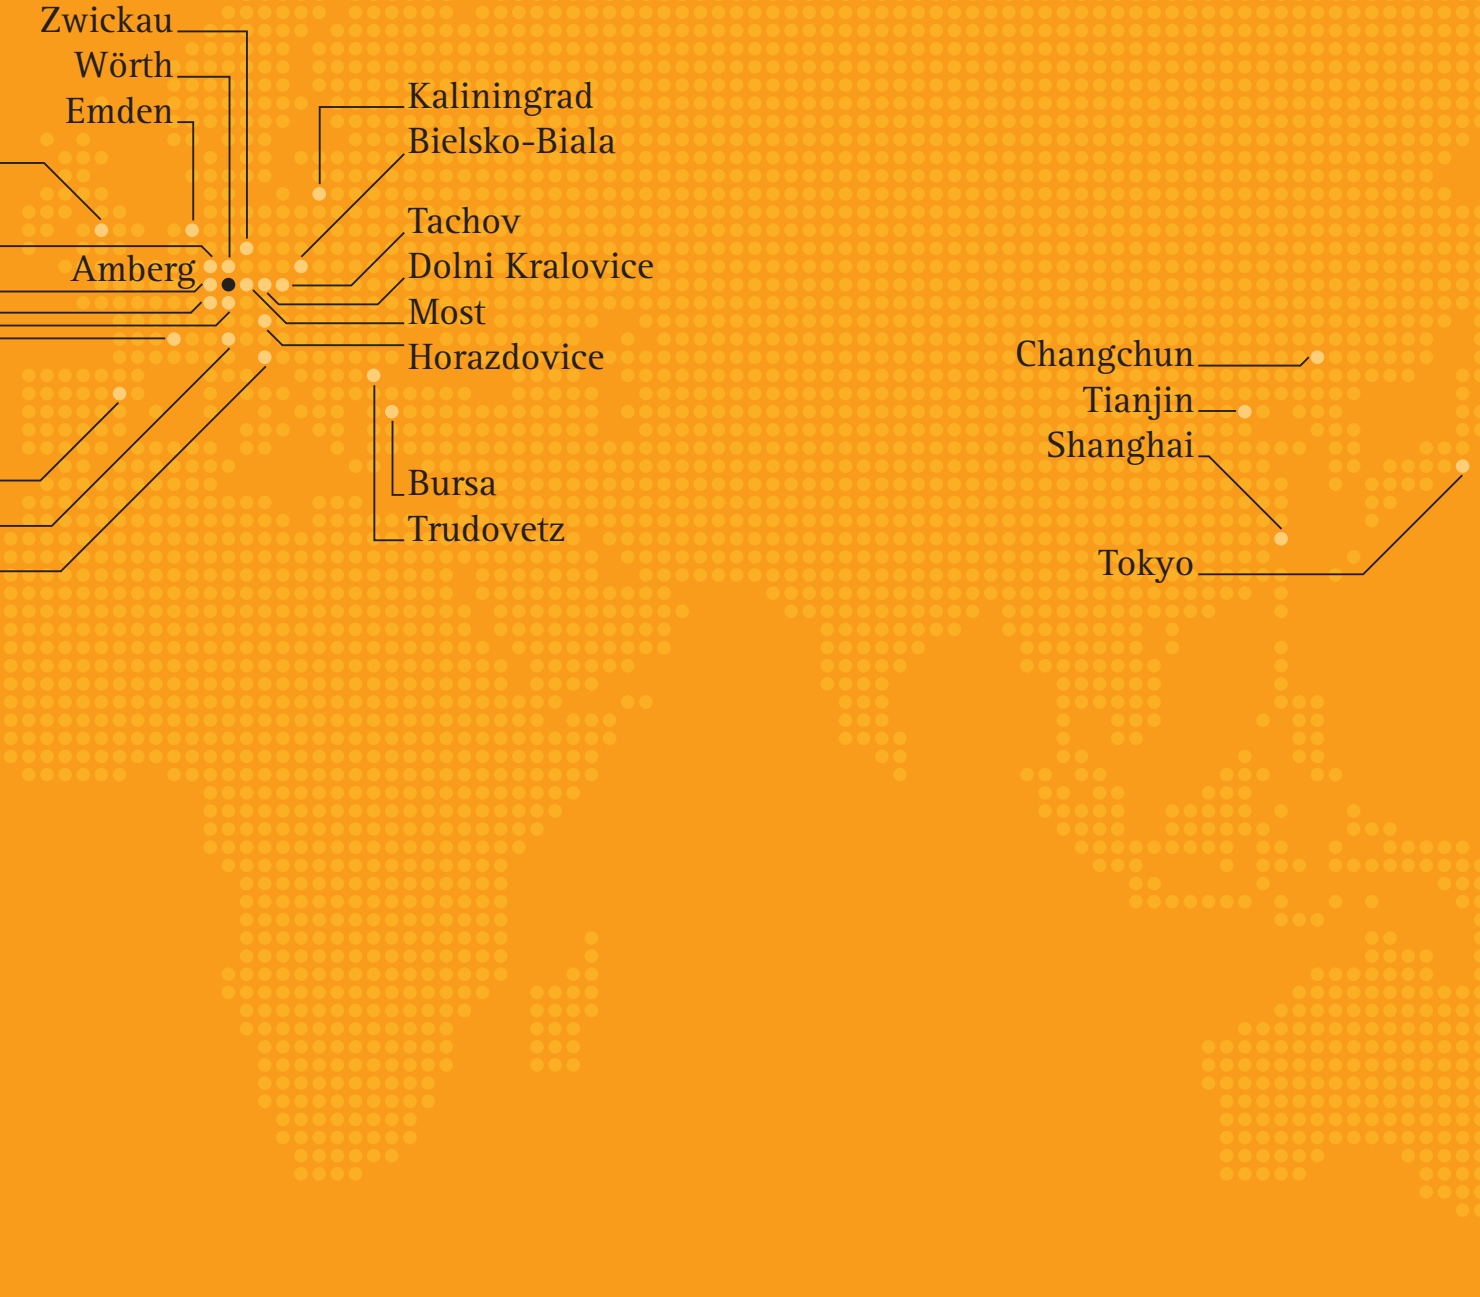 Zwickau
Wörth
Emden
Kaliningrad
Bielsko-Biala
Tachov
Dolni Kralovice
Amberg
Most
Horazdovice
Bursa
Trudovetz
Changchun
Tianjin
Shanghai
Tokyo